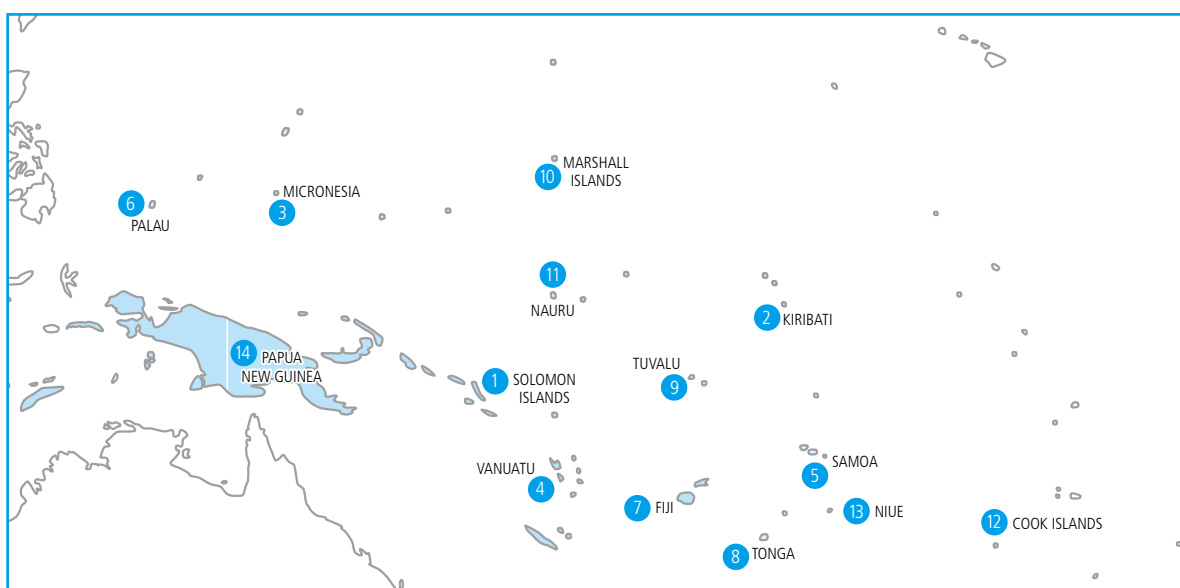 10
MARSHALL
ISLANDS
MICRONESIA
6
3
PALAU
11
NAURU
2
KIRIBATI
14
PAPUA
NEW GUINEA
TUVALU
1
SOLOMON
ISLANDS
9
VANUATU
SAMOA
4
5
7
FIJI
13
NIUE
12
COOK ISLANDS
8
TONGA